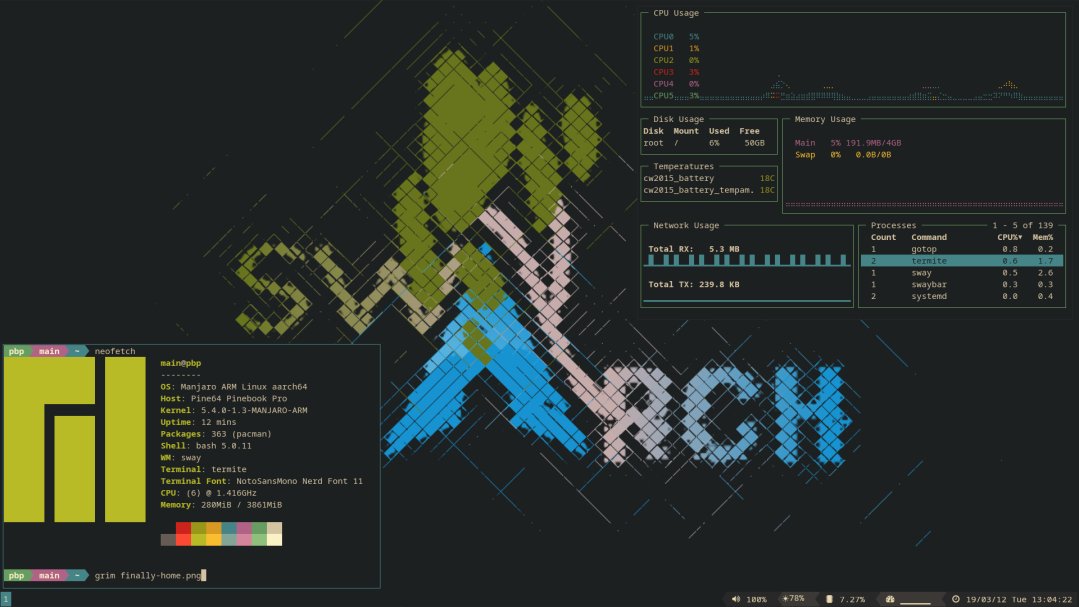 CPU Usage
CPU0 5%
CPU1 1%
CPU2 0%
CPU3 3%
CPU4 0%
CPU5 3%
Disk Usage
Disk Mount Used Free
root / 6% 50GB
Memory Usage
Main 5% 191.9MB/4GB
Swap 0% 0.0B/0B
Temperatures
cw2015_battery 18C
cw2015_battery_tempam. 18C
Network Usage
Total RX: 5.3 MB
Total TX: 239.8 KB
Processes 1 - 5 of 139
Count Command CPU%▾ Mem%
1 gotop 0.8 0.2
2 termite 0.6 1.7
1 sway 0.5 2.6
1 swaybar 0.3 0.3
2 systemd 0.0 0.4
SWAY
ARCH
pbp main ~ neofetch
main@pbp
--------
OS: Manjaro ARM Linux aarch64
Host: Pine64 Pinebook Pro
Kernel: 5.4.0-1.3-MANJARO-ARM
Uptime: 12 mins
Packages: 363 (pacman)
Shell: bash 5.0.11
WM: sway
Terminal: termite
Terminal Font: NotoSansMono Nerd Font 11
CPU: (6) @ 1.416GHz
Memory: 280MiB / 3861MiB
pbp main ~ grim finally-home.png
1
100% 78% 7.27% 19/03/12 Tue 13:04:22